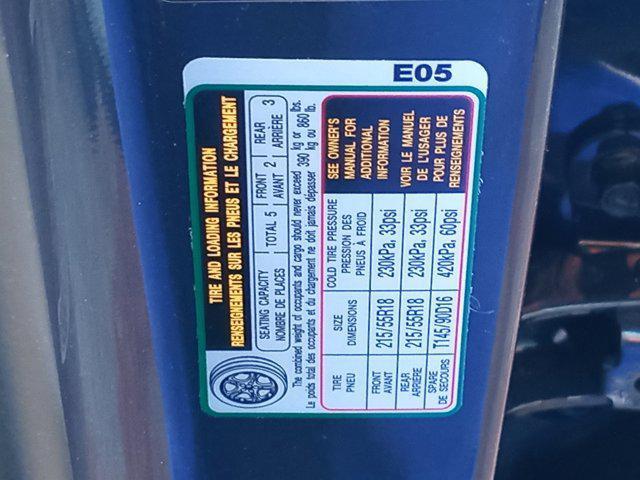 E05
TIRE AND LOADING INFORMATION
RENSEIGNEMENTS SUR LES PNEUS ET LE CHARGEMENT
SEATING CAPACITY
NOMBRE DE PLACES
TOTAL 5
FRONT
AVANT 2
REAR
ARRIÈRE 3
The combined weight of occupants and cargo should never exceed 390 kg or 860 lbs.
Le poids total des occupants et du chargement ne doit jamais dépasser 390 kg ou 860 lb.
TIRE
PNEU
SIZE
DIMENSIONS
COLD TIRE PRESSURE
PRESSION DES
PNEUS À FROID
SEE OWNER'S
MANUAL FOR
ADDITIONAL
INFORMATION
VOIR LE MANUEL
DE L'USAGER
POUR PLUS DE
RENSEIGNEMENTS
FRONT
AVANT
215/55R18
230kPa, 33psi
REAR
ARRIÈRE
215/55R18
230kPa, 33psi
SPARE
DE SECOURS
T145/90D16
420kPa, 60psi